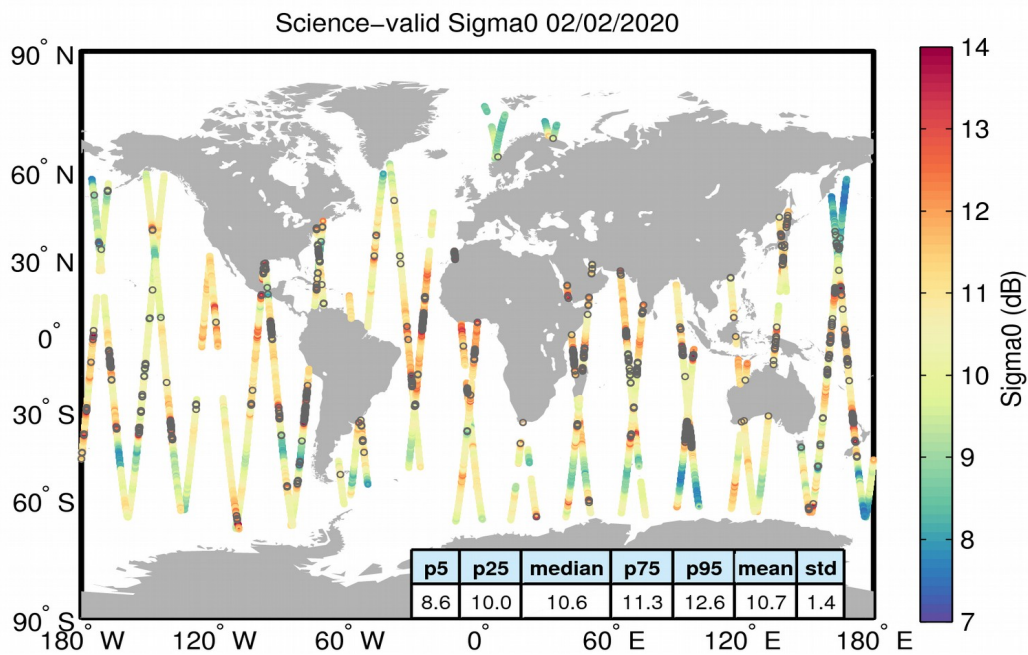 Science−valid Sigma0 02/02/2020
90° N
60° N
30° N
0°
30° S
60° S
90° S
180° W
120° W
60° W
0°
60° E
120° E
180° E
14
13
12
11
10
9
8
7
Sigma0 (dB)
p5 p25 median p75 p95 mean std
8.6 10.0 10.6 11.3 12.6 10.7 1.4